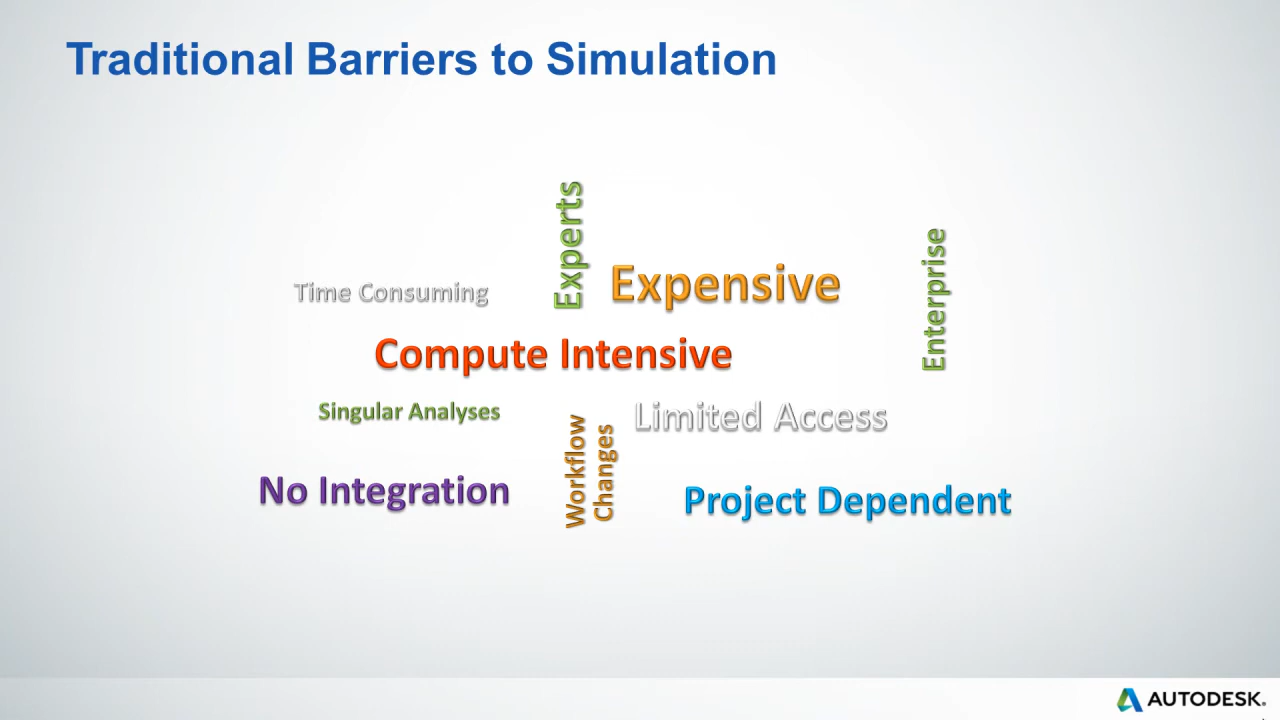 Traditional Barriers to Simulation
Experts
Expensive
Enterprise
Time Consuming
Compute Intensive
Singular Analyses
Limited Access
Workflow
Changes
No Integration
Project Dependent
AUTODESK.